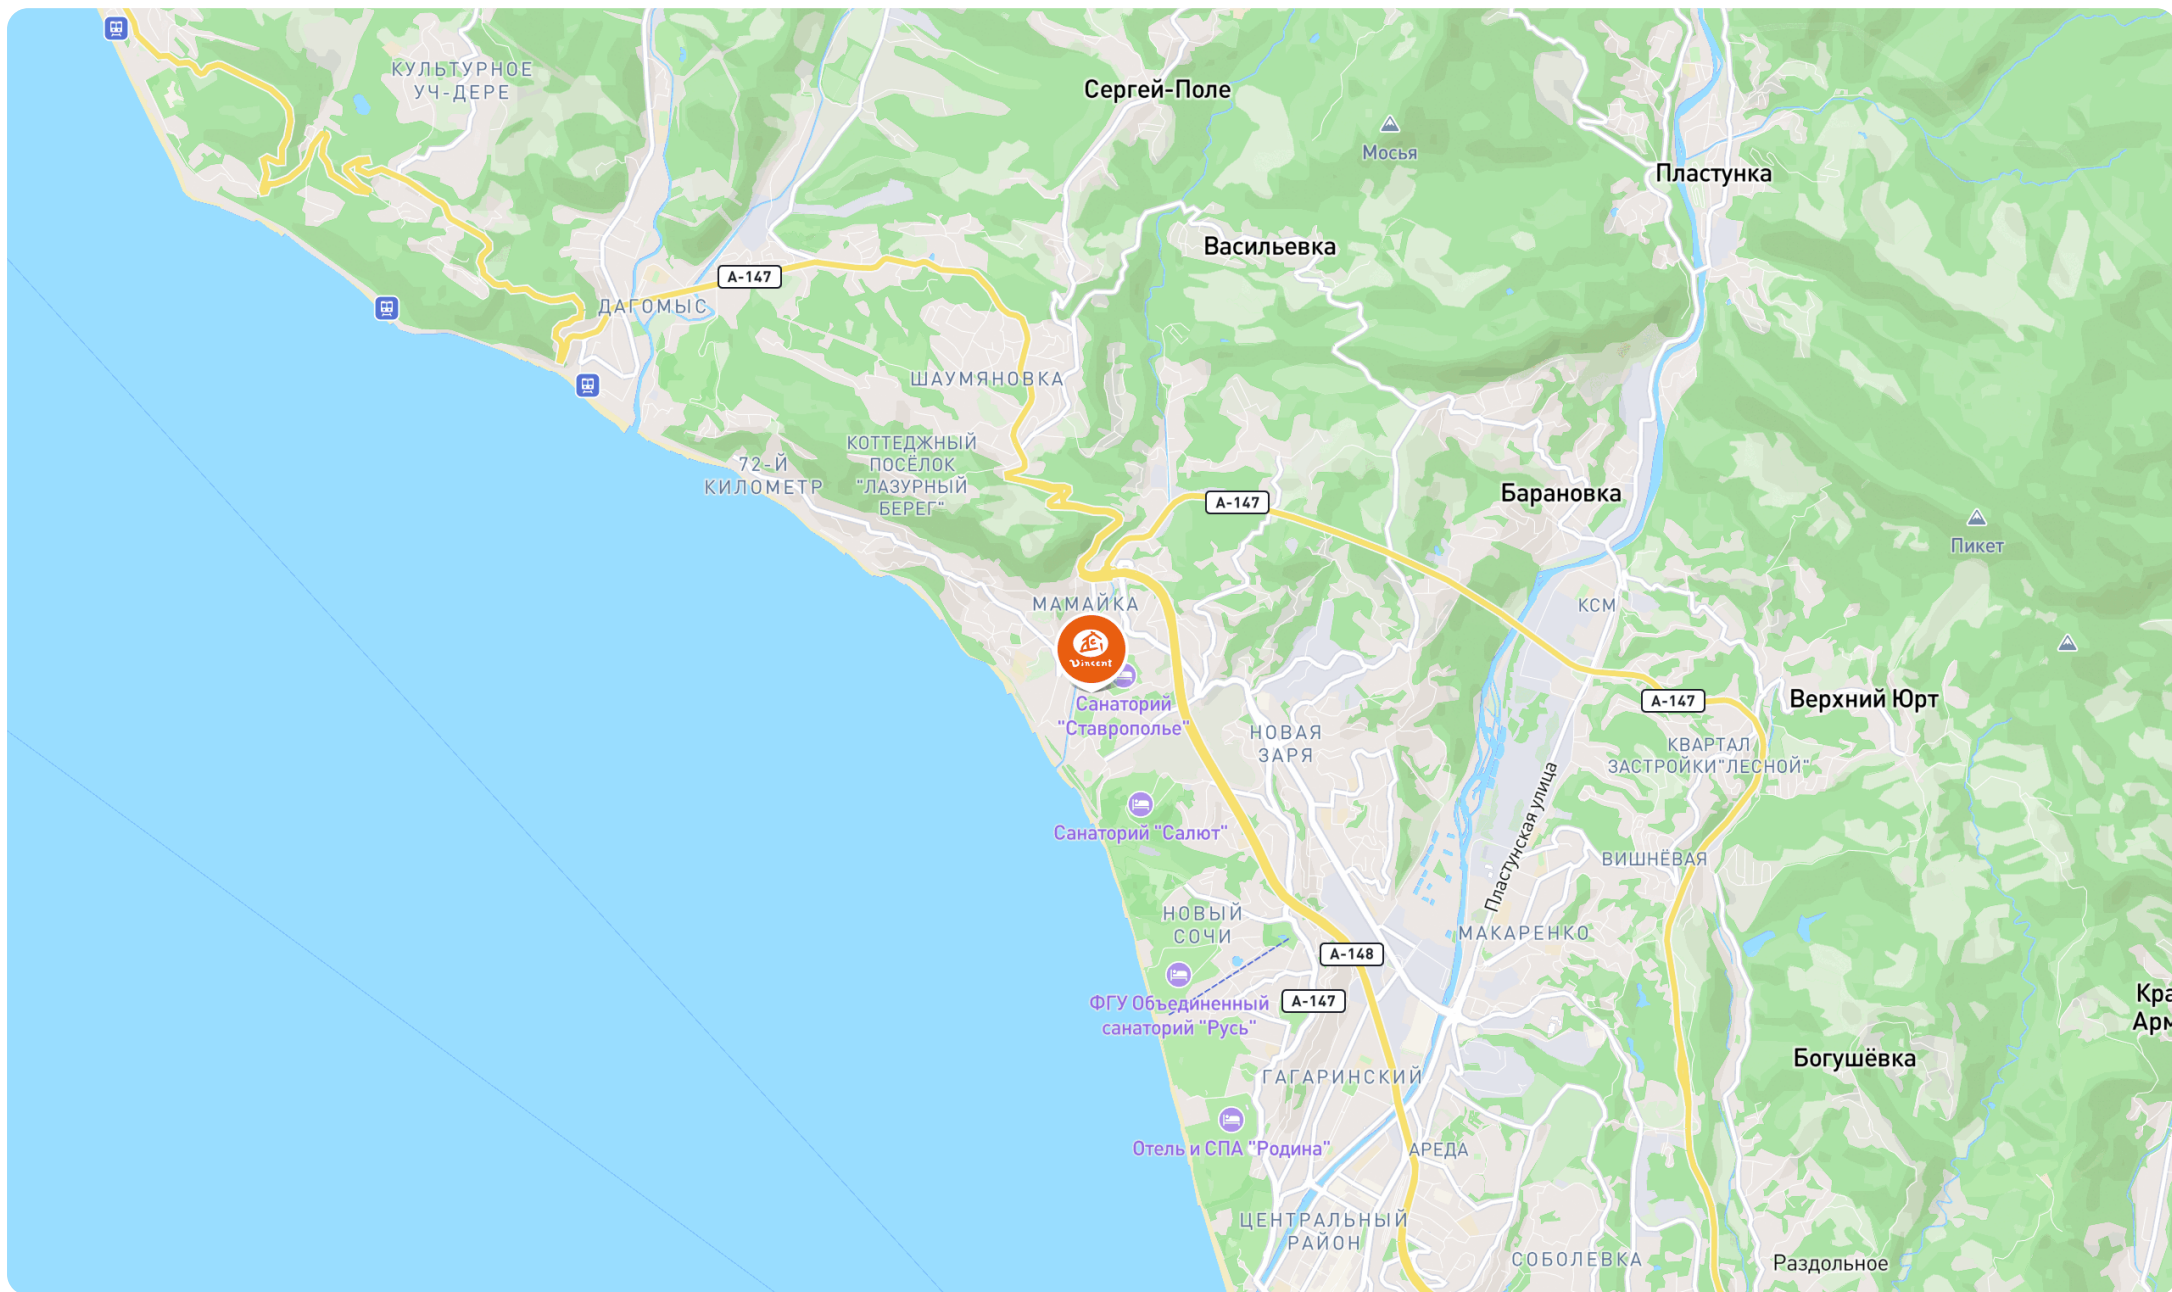 КУЛЬТУРНОЕ
УЧ-ДЕРЕ
Сергей-Поле
Мосья
Пластунка
Васильевка
А-147
ДАГОМЫС
ШАУМЯНОВКА
КОТТЕДЖНЫЙ
ПОСЁЛОК
"ЛАЗУРНЫЙ
БЕРЕГ"
72-Й
КИЛОМЕТР
А-147
Барановка
Пикет
МАМАЙКА
КСМ
Vincent
Санаторий
"Ставрополье"
А-147
Верхний Юрт
НОВАЯ
ЗАРЯ
КВАРТАЛ
ЗАСТРОЙКИ"ЛЕСНОЙ"
Пластунская улица
Санаторий "Салют"
ВИШНЁВАЯ
НОВЫЙ
СОЧИ
МАКАРЕНКО
А-148
А-147
ФГУ Объединенный
санаторий "Русь"
Кра
Арм
Богушёвка
ГАГАРИНСКИЙ
Отель и СПА "Родина"
АРЕДА
ЦЕНТРАЛЬНЫЙ
РАЙОН
СОБОЛЕВКА
Раздольное